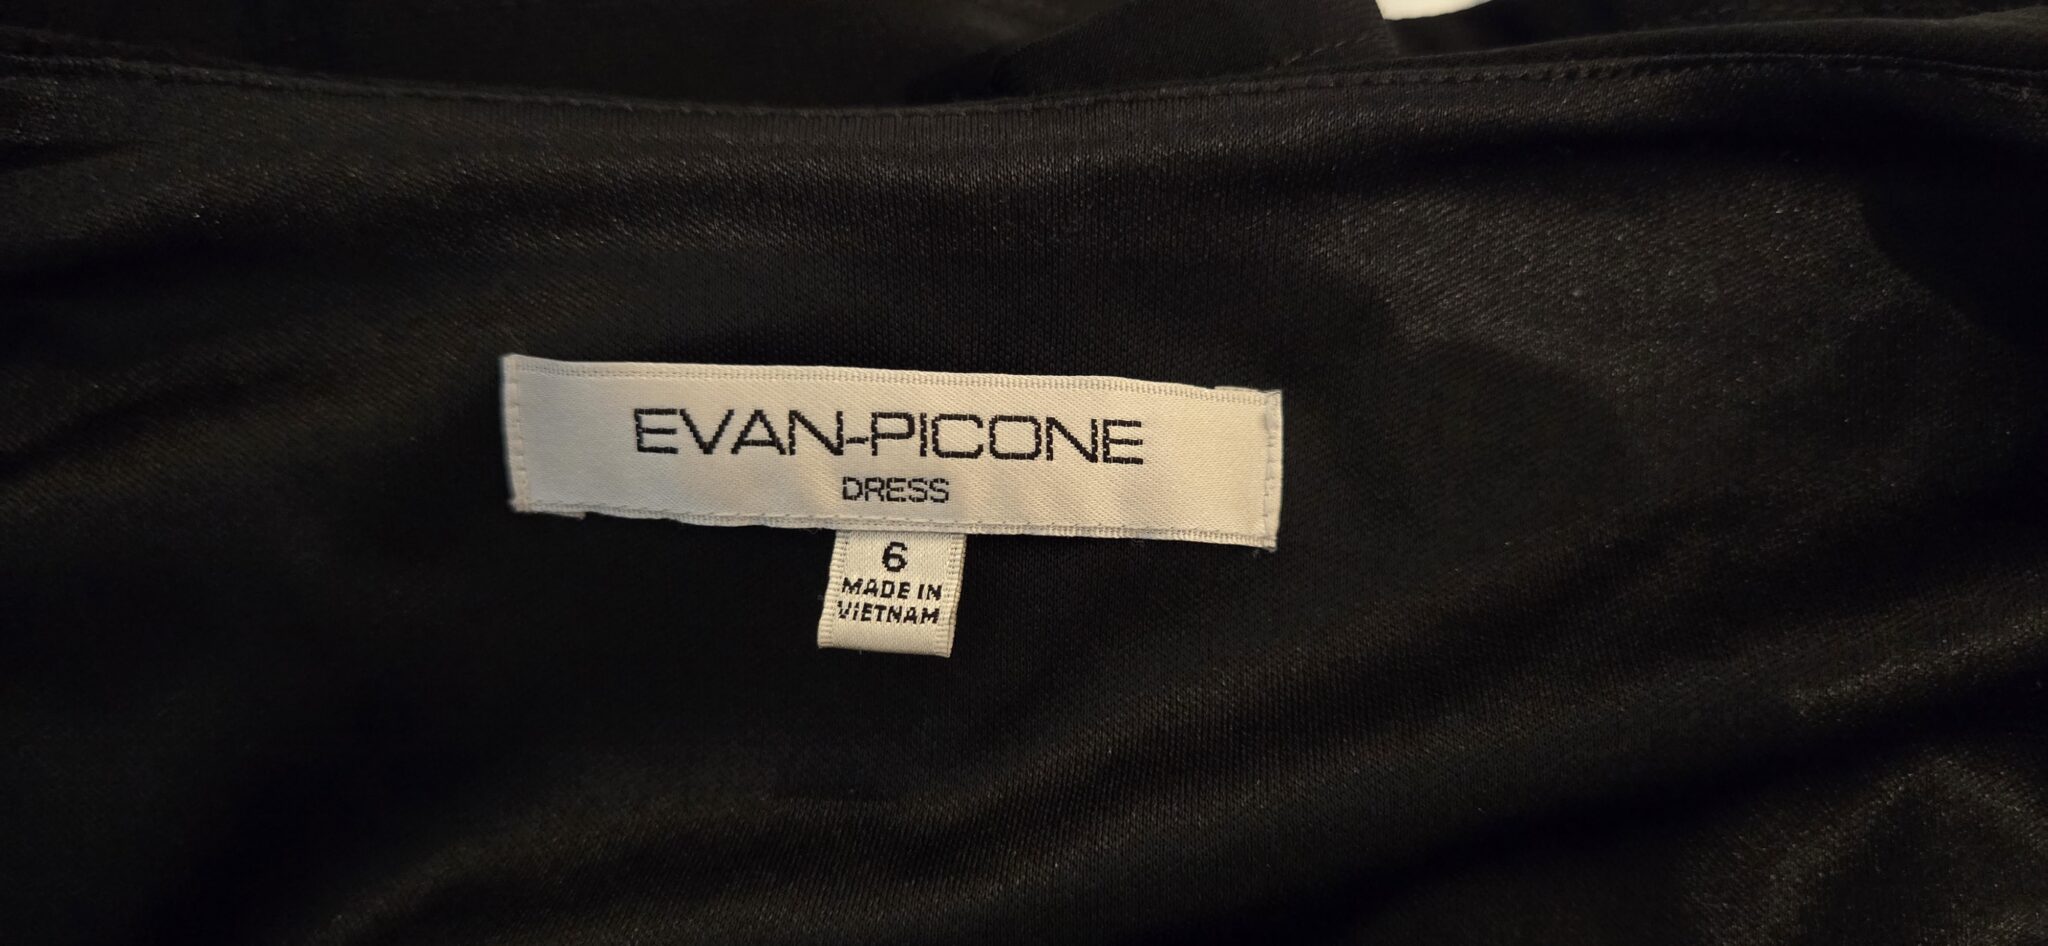 EVAN-PICONE
DRESS
6
MADE IN
VIETNAM